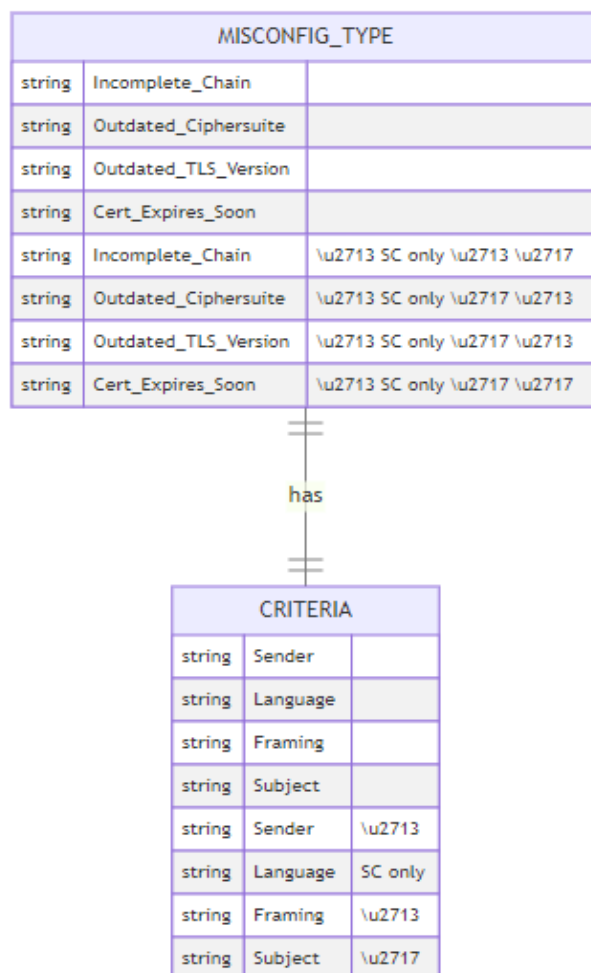 MISCONFIG_TYPE
string Incomplete_Chain
string Outdated_Ciphersuite
string Outdated_TLS_Version
string Cert_Expires_Soon
string Incomplete_Chain \u2713 SC only \u2713 \u2717
string Outdated_Ciphersuite \u2713 SC only \u2717 \u2713
string Outdated_TLS_Version \u2713 SC only \u2717 \u2713
string Cert_Expires_Soon \u2713 SC only \u2717 \u2717
has
CRITERIA
string Sender
string Language
string Framing
string Subject
string Sender \u2713
string Language SC only
string Framing \u2713
string Subject \u2717